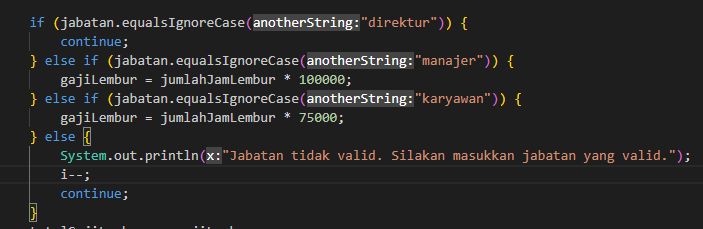 if (jabatan.equalsIgnoreCase(anotherString:"direktur")) {
continue;
} else if (jabatan.equalsIgnoreCase(anotherString:"manajer")) {
gajiLembur = jumlahJamLembur * 100000;
} else if (jabatan.equalsIgnoreCase(anotherString:"karyawan")) {
gajiLembur = jumlahJamLembur * 75000;
} else {
System.out.println(x:"Jabatan tidak valid. Silakan masukkan jabatan yang valid.");
i--;
continue;
}